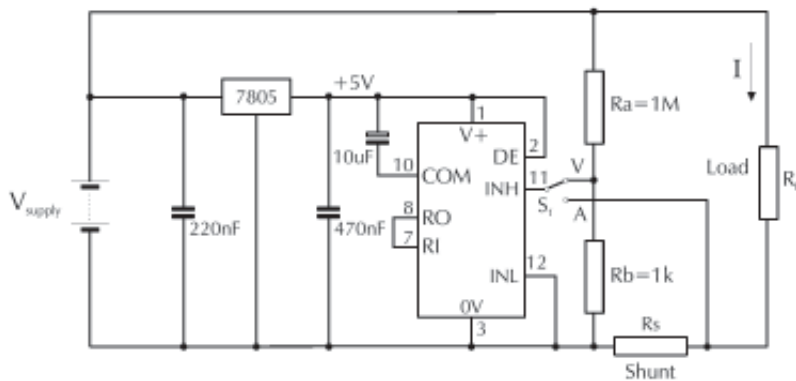 I
+5V
7805
Ra=1M
1
V+
2
DE
10uF
10
COM
11
INH
V
Load
S₁
A
Vsupply
220nF
8
RO
7
RI
470nF
12
INL
Rb=1k
0V
3
Rs
Shunt